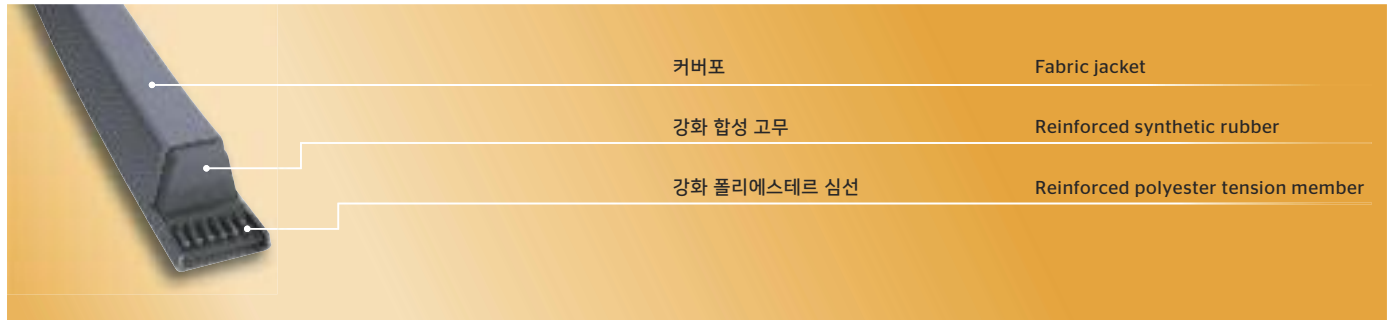 커버포 Fabric jacket
강화 합성 고무 Reinforced synthetic rubber
강화 폴리에스테르 심선 Reinforced polyester tension member